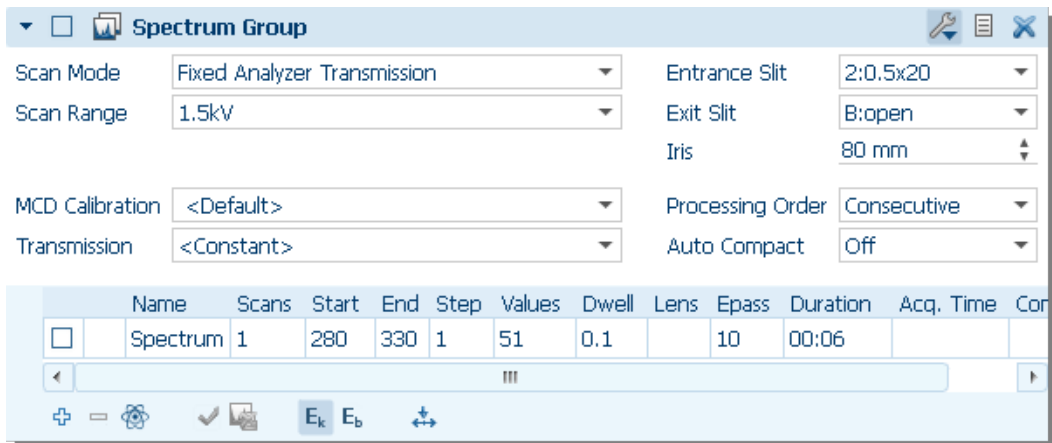 Spectrum Group
Scan Mode Fixed Analyzer Transmission Entrance Slit 2:0.5x20
Scan Range 1.5kV Exit Slit B:open
Iris 80 mm
MCD Calibration <Default> Processing Order Consecutive
Transmission <Constant> Auto Compact Off
Name Scans Start End Step Values Dwell Lens Epass Duration Acq. Time Cor
Spectrum 1 280 330 1 51 0.1 10 00:06
Ek Eb